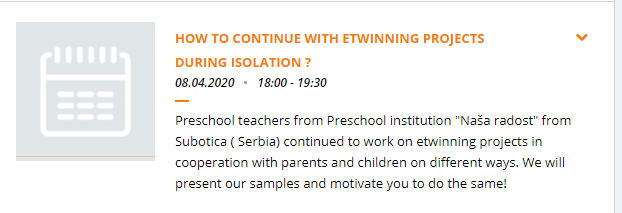 HOW TO CONTINUE WITH ETWINNING PROJECTS
DURING ISOLATION ?
08.04.2020 • 18:00 - 19:30
Preschool teachers from Preschool institution "Naša radost" from
Subotica ( Serbia) continued to work on etwinning projects in
cooperation with parents and children on different ways. We will
present our samples and motivate you to do the same!